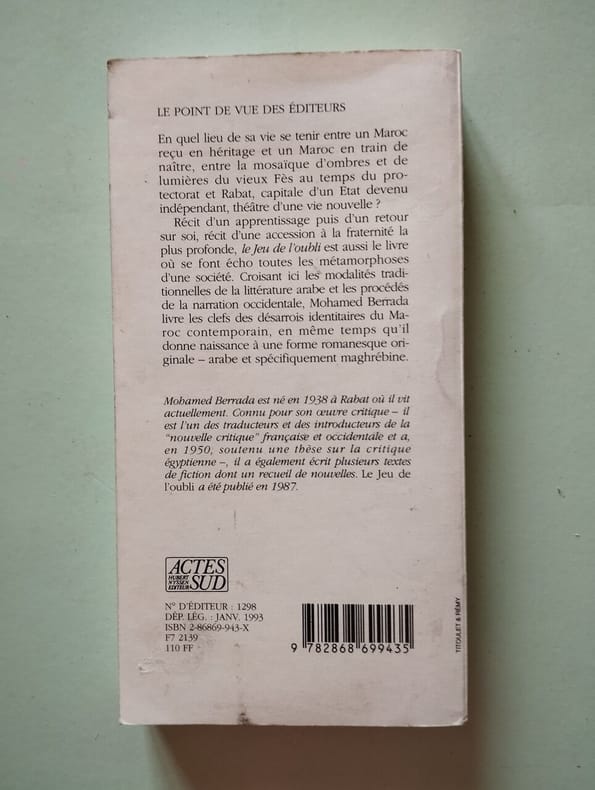 LE POINT DE VUE DES ÉDITEURS
En quel lieu de sa vie se tenir entre un Maroc
reçu en héritage et un Maroc en train de
naître, entre la mosaïque d'ombres et de
lumières du vieux Fès au temps du pro-
tectorat et Rabat, capitale d'un Etat devenu
indépendant, théâtre d'une vie nouvelle ?
Récit d'un apprentissage puis d'un retour
sur soi, récit d'une accession à la fraternité la
plus profonde, le Jeu de l'oubli est aussi le livre
où se font écho toutes les métamorphoses
d'une société. Croisant ici les modalités tradi-
tionnelles de la littérature arabe et les procédés
de la narration occidentale, Mohamed Berrada
livre les clefs des désarrois identitaires du Ma-
roc contemporain, en même temps qu'il
donne naissance à une forme romanesque ori-
ginale – arabe et spécifiquement maghrébine.
Mohamed Berrada est né en 1938 à Rabat où il vit
actuellement. Connu pour son œuvre critique – il
est l'un des traducteurs et des introducteurs de la
"nouvelle critique" française et occidentale et a,
en 1950, soutenu une thèse sur la critique
égyptienne –, il a également écrit plusieurs textes
de fiction dont un recueil de nouvelles. Le Jeu de
l'oubli a été publié en 1987.
ACTES
HUBERT
NYSSEN
EDITEUR
SUD
N° D'ÉDITEUR : 1298
DÉP. LÉG. : JANV. 1993
ISBN 2-86869-943-X
F7 2139
110 FF
9 782868 699435
TITOULET & RÉMY